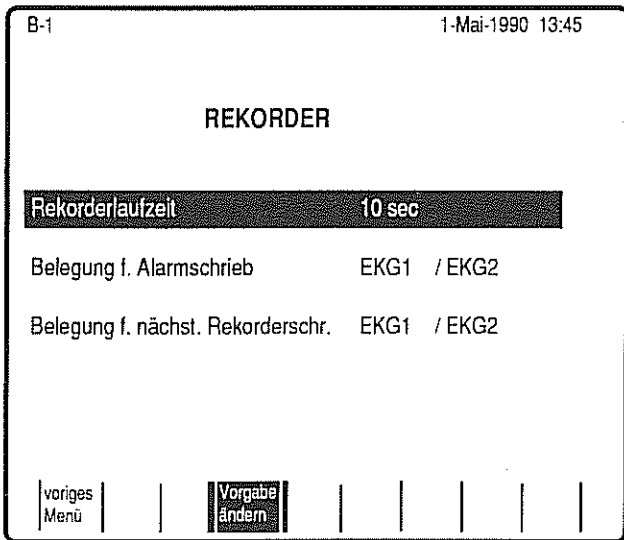 B-1 1-Mai-1990 13:45
REKORDER
Rekorderlaufzeit 10 sec
Belegung f. Alarmschrieb EKG1 / EKG2
Belegung f. nächst. Rekorderschr. EKG1 / EKG2
voriges Vorgabe
Menü ändern